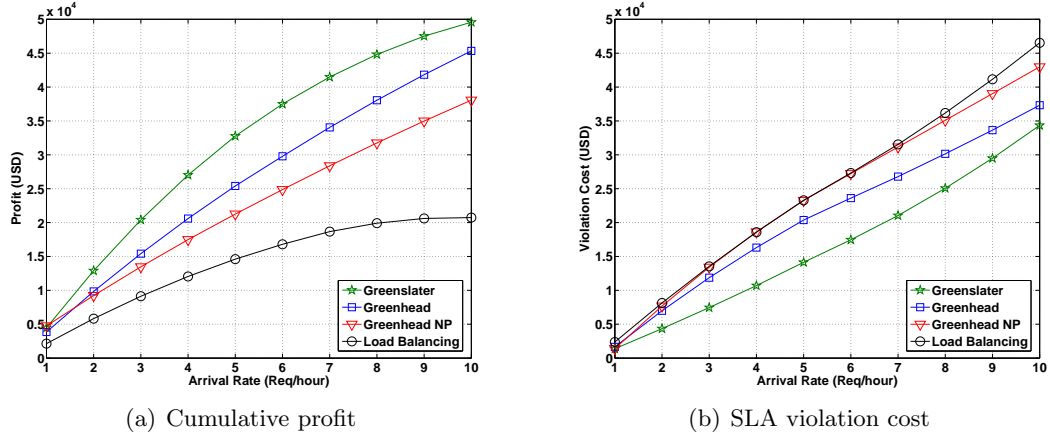 x 10^4
5
4.5
4
3.5
3
2.5
2
1.5
1
0.5
0
Profit (USD)
Greenslater
Greenhead
Greenhead NP
Load Balancing
1 2 3 4 5 6 7 8 9 10
Arrival Rate (Req/hour)
(a) Cumulative profit
x 10^4
5
4.5
4
3.5
3
2.5
2
1.5
1
0.5
0
Violation Cost (USD)
Greenslater
Greenhead
Greenhead NP
Load Balancing
1 2 3 4 5 6 7 8 9 10
Arrival Rate (Req/hour)
(b) SLA violation cost